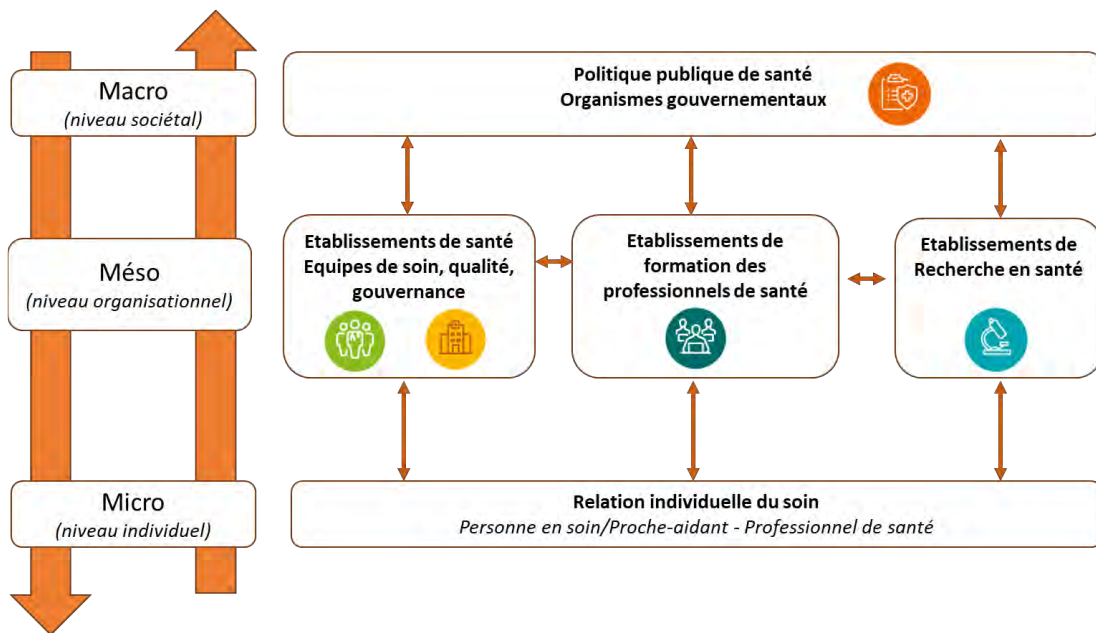 Macro
(niveau sociétal)
Politique publique de santé
Organismes gouvernementaux
Méso
(niveau organisationnel)
Etablissements de santé
Equipes de soin, qualité,
gouvernance
Etablissements de
formation des
professionnels de santé
Etablissements de
Recherche en santé
Micro
(niveau individuel)
Relation individuelle du soin
Personne en soin/Proche-aidant - Professionnel de santé